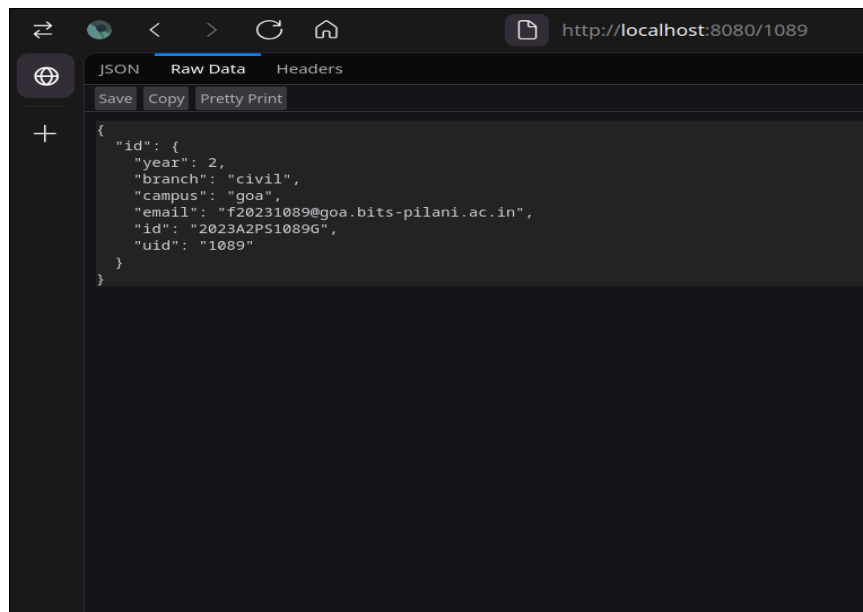 http://localhost:8080/1089
JSON Raw Data Headers
Save Copy Pretty Print
{
  "id": {
    "year": 2,
    "branch": "civil",
    "campus": "goa",
    "email": "f20231089@goa.bits-pilani.ac.in",
    "id": "2023A2PS1089G",
    "uid": "1089"
  }
}